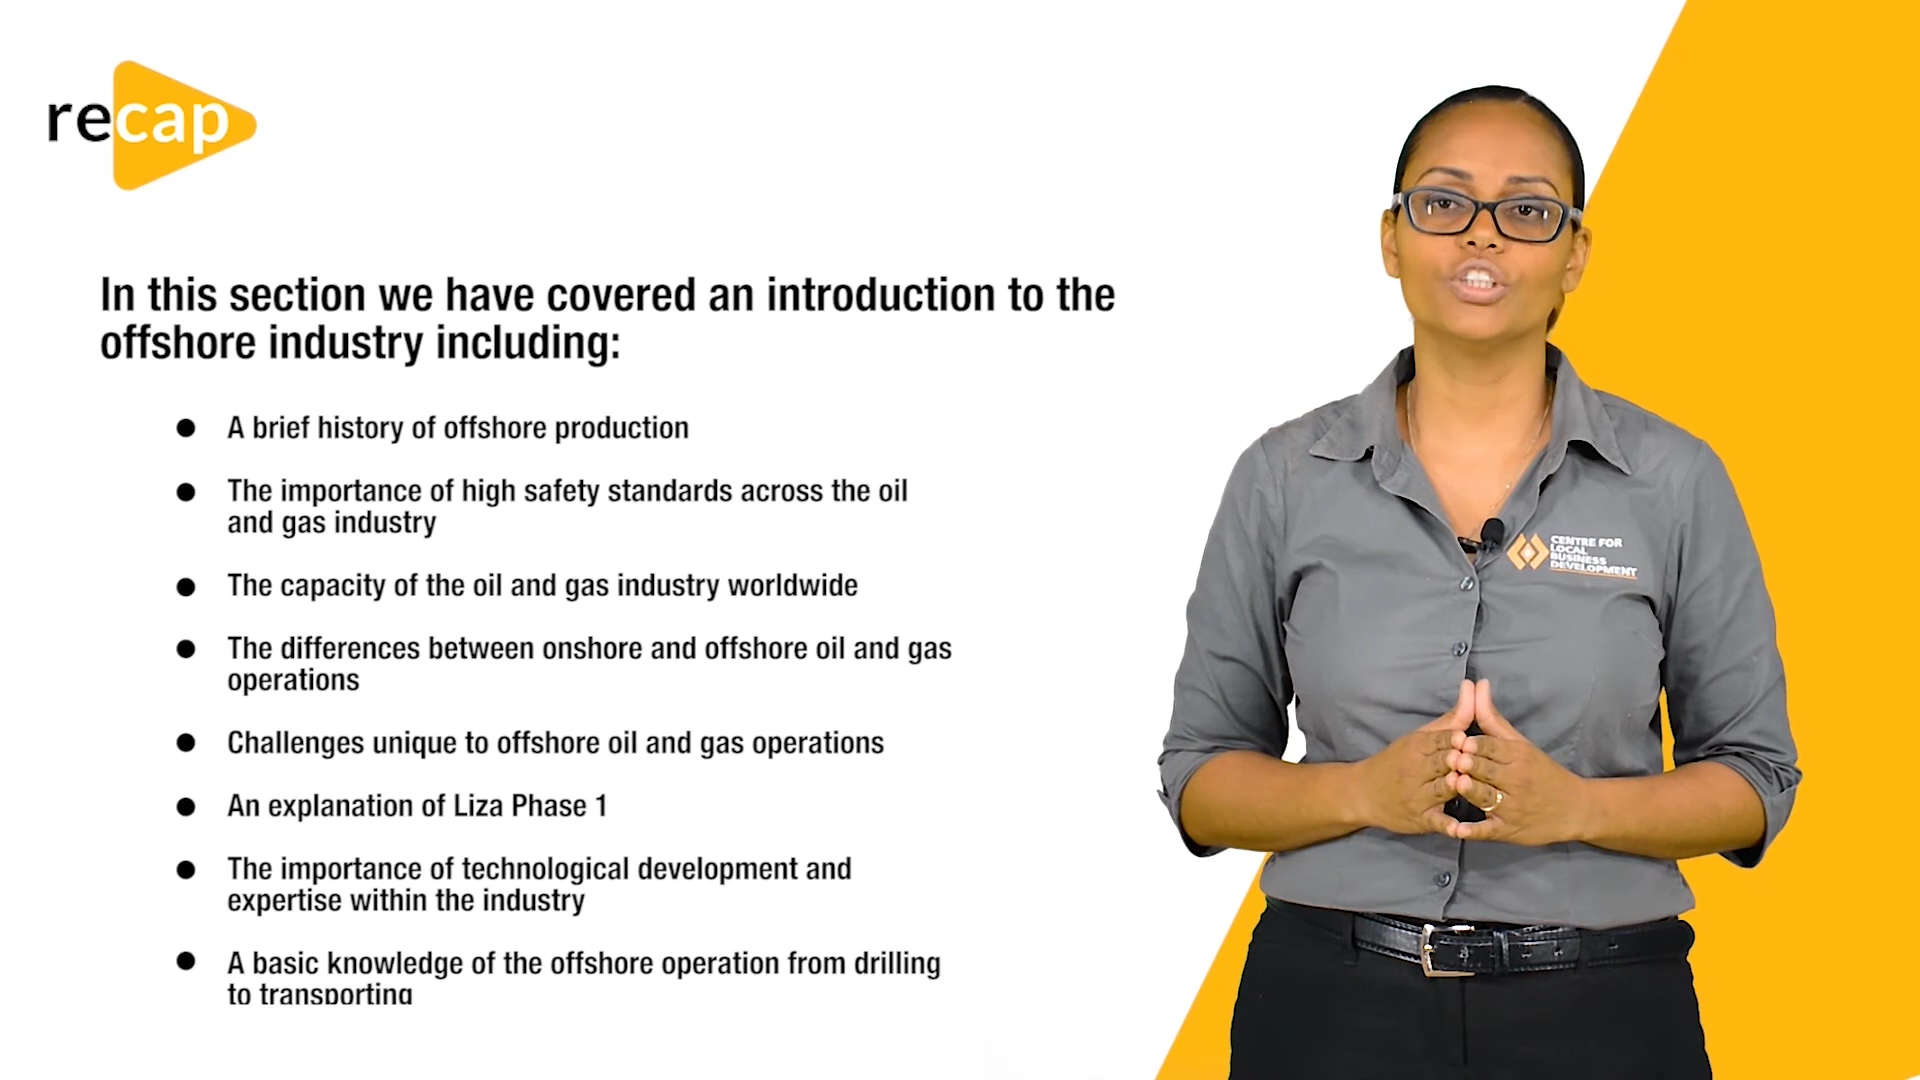 recap
In this section we have covered an introduction to the
offshore industry including:
● A brief history of offshore production
● The importance of high safety standards across the oil
and gas industry
● The capacity of the oil and gas industry worldwide
● The differences between onshore and offshore oil and gas
operations
● Challenges unique to offshore oil and gas operations
● An explanation of Liza Phase 1
● The importance of technological development and
expertise within the industry
● A basic knowledge of the offshore operation from drilling
to transporting
CENTRE FOR
LOCAL
BUSINESS
DEVELOPMENT